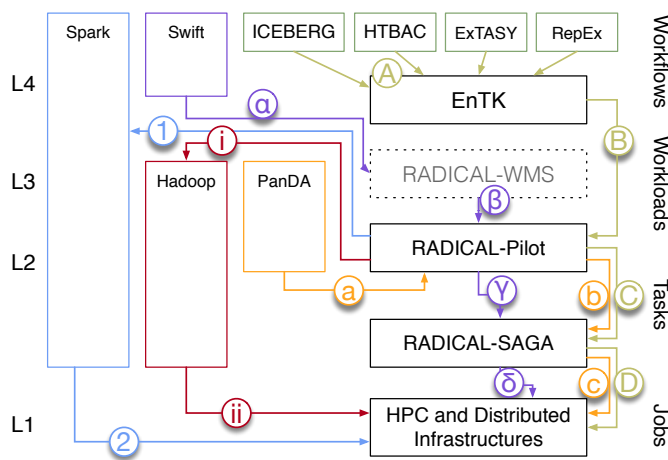 Spark
Swift
ICEBERG
HTBAC
ExTASY
RepEx
Workflows
L4
A
EnTK
α
1
i
B
Workloads
L3
Hadoop
PanDA
RADICAL-WMS
β
RADICAL-Pilot
L2
a
γ
b
C
Tasks
RADICAL-SAGA
δ
c
D
L1
ii
2
HPC and Distributed
Infrastructures
Jobs